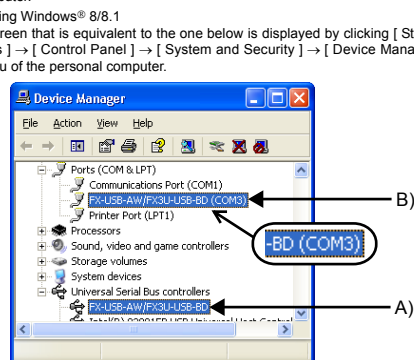 ing Windows® 8/8.1
reen that is equivalent to the one below is displayed by clicking [ St
s ] → [ Control Panel ] → [ System and Security ] → [ Device Mana
u of the personal computer.
Device Manager
File Action View Help
Ports (COM & LPT)
Communications Port (COM1)
FX-USB-AW/FX3U-USB-BD (COM3)
B)
Printer Port (LPT1)
Processors
-BD (COM3)
Sound, video and game controllers
Storage volumes
System devices
Universal Serial Bus controllers
FX-USB-AW/FX3U-USB-BD
A)